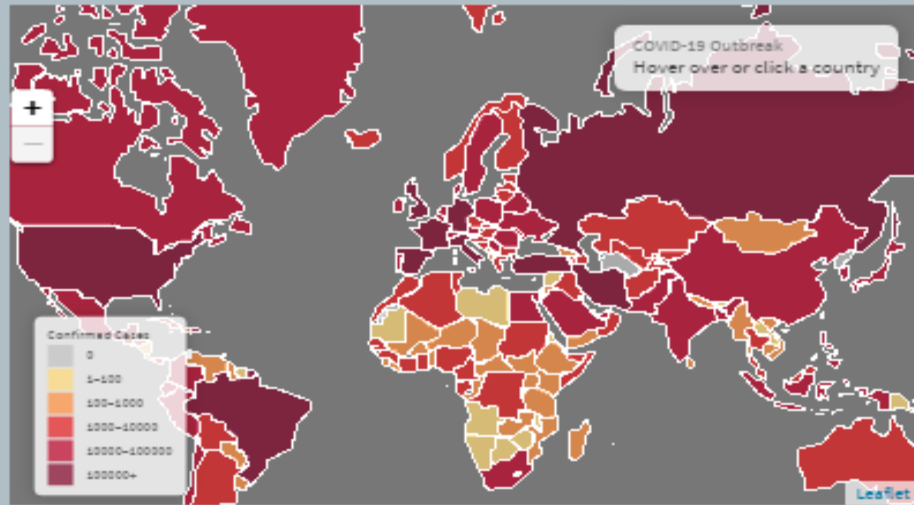 COVID-19 Outbreak
Hover over or click a country
+
−
Confirmed Cases
0
1–100
100–1000
1000–10000
10000–100000
100000+
Leaflet